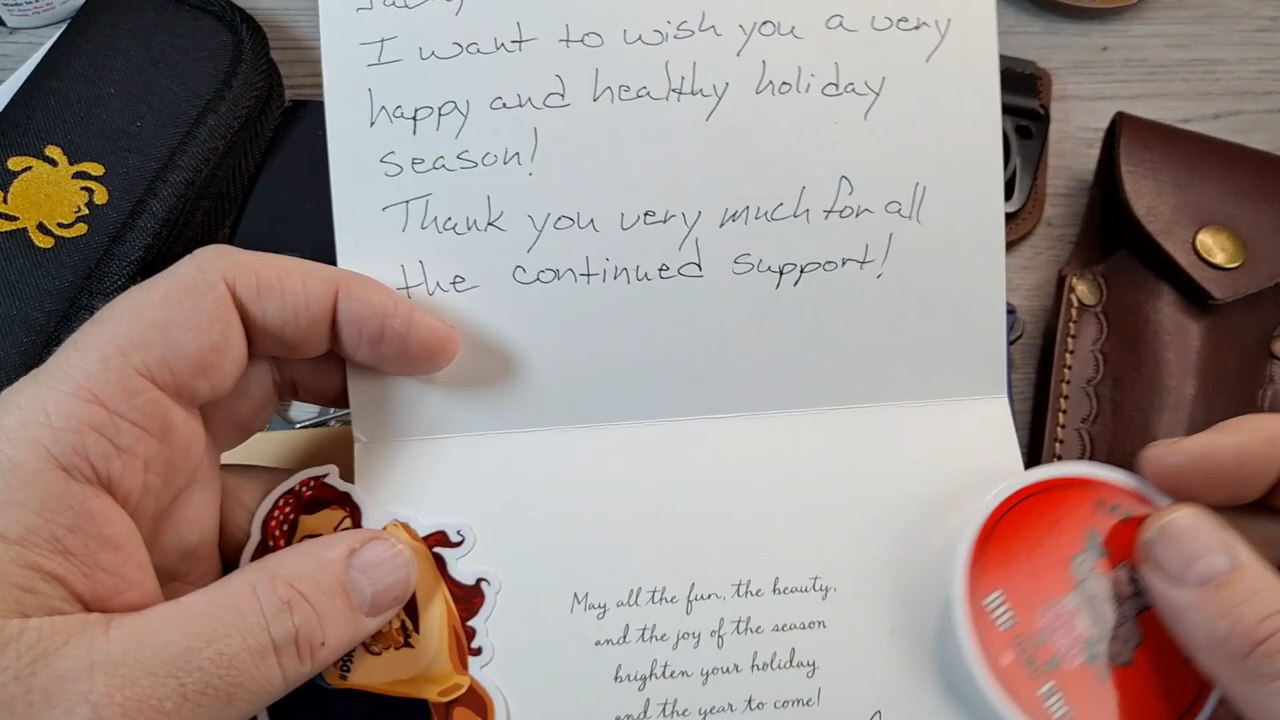 I want to wish you a very
happy and healthy holiday
season!
Thank you very much for all
the continued support!
May all the fun, the beauty,
and the joy of the season
brighten your holiday
and the year to come!